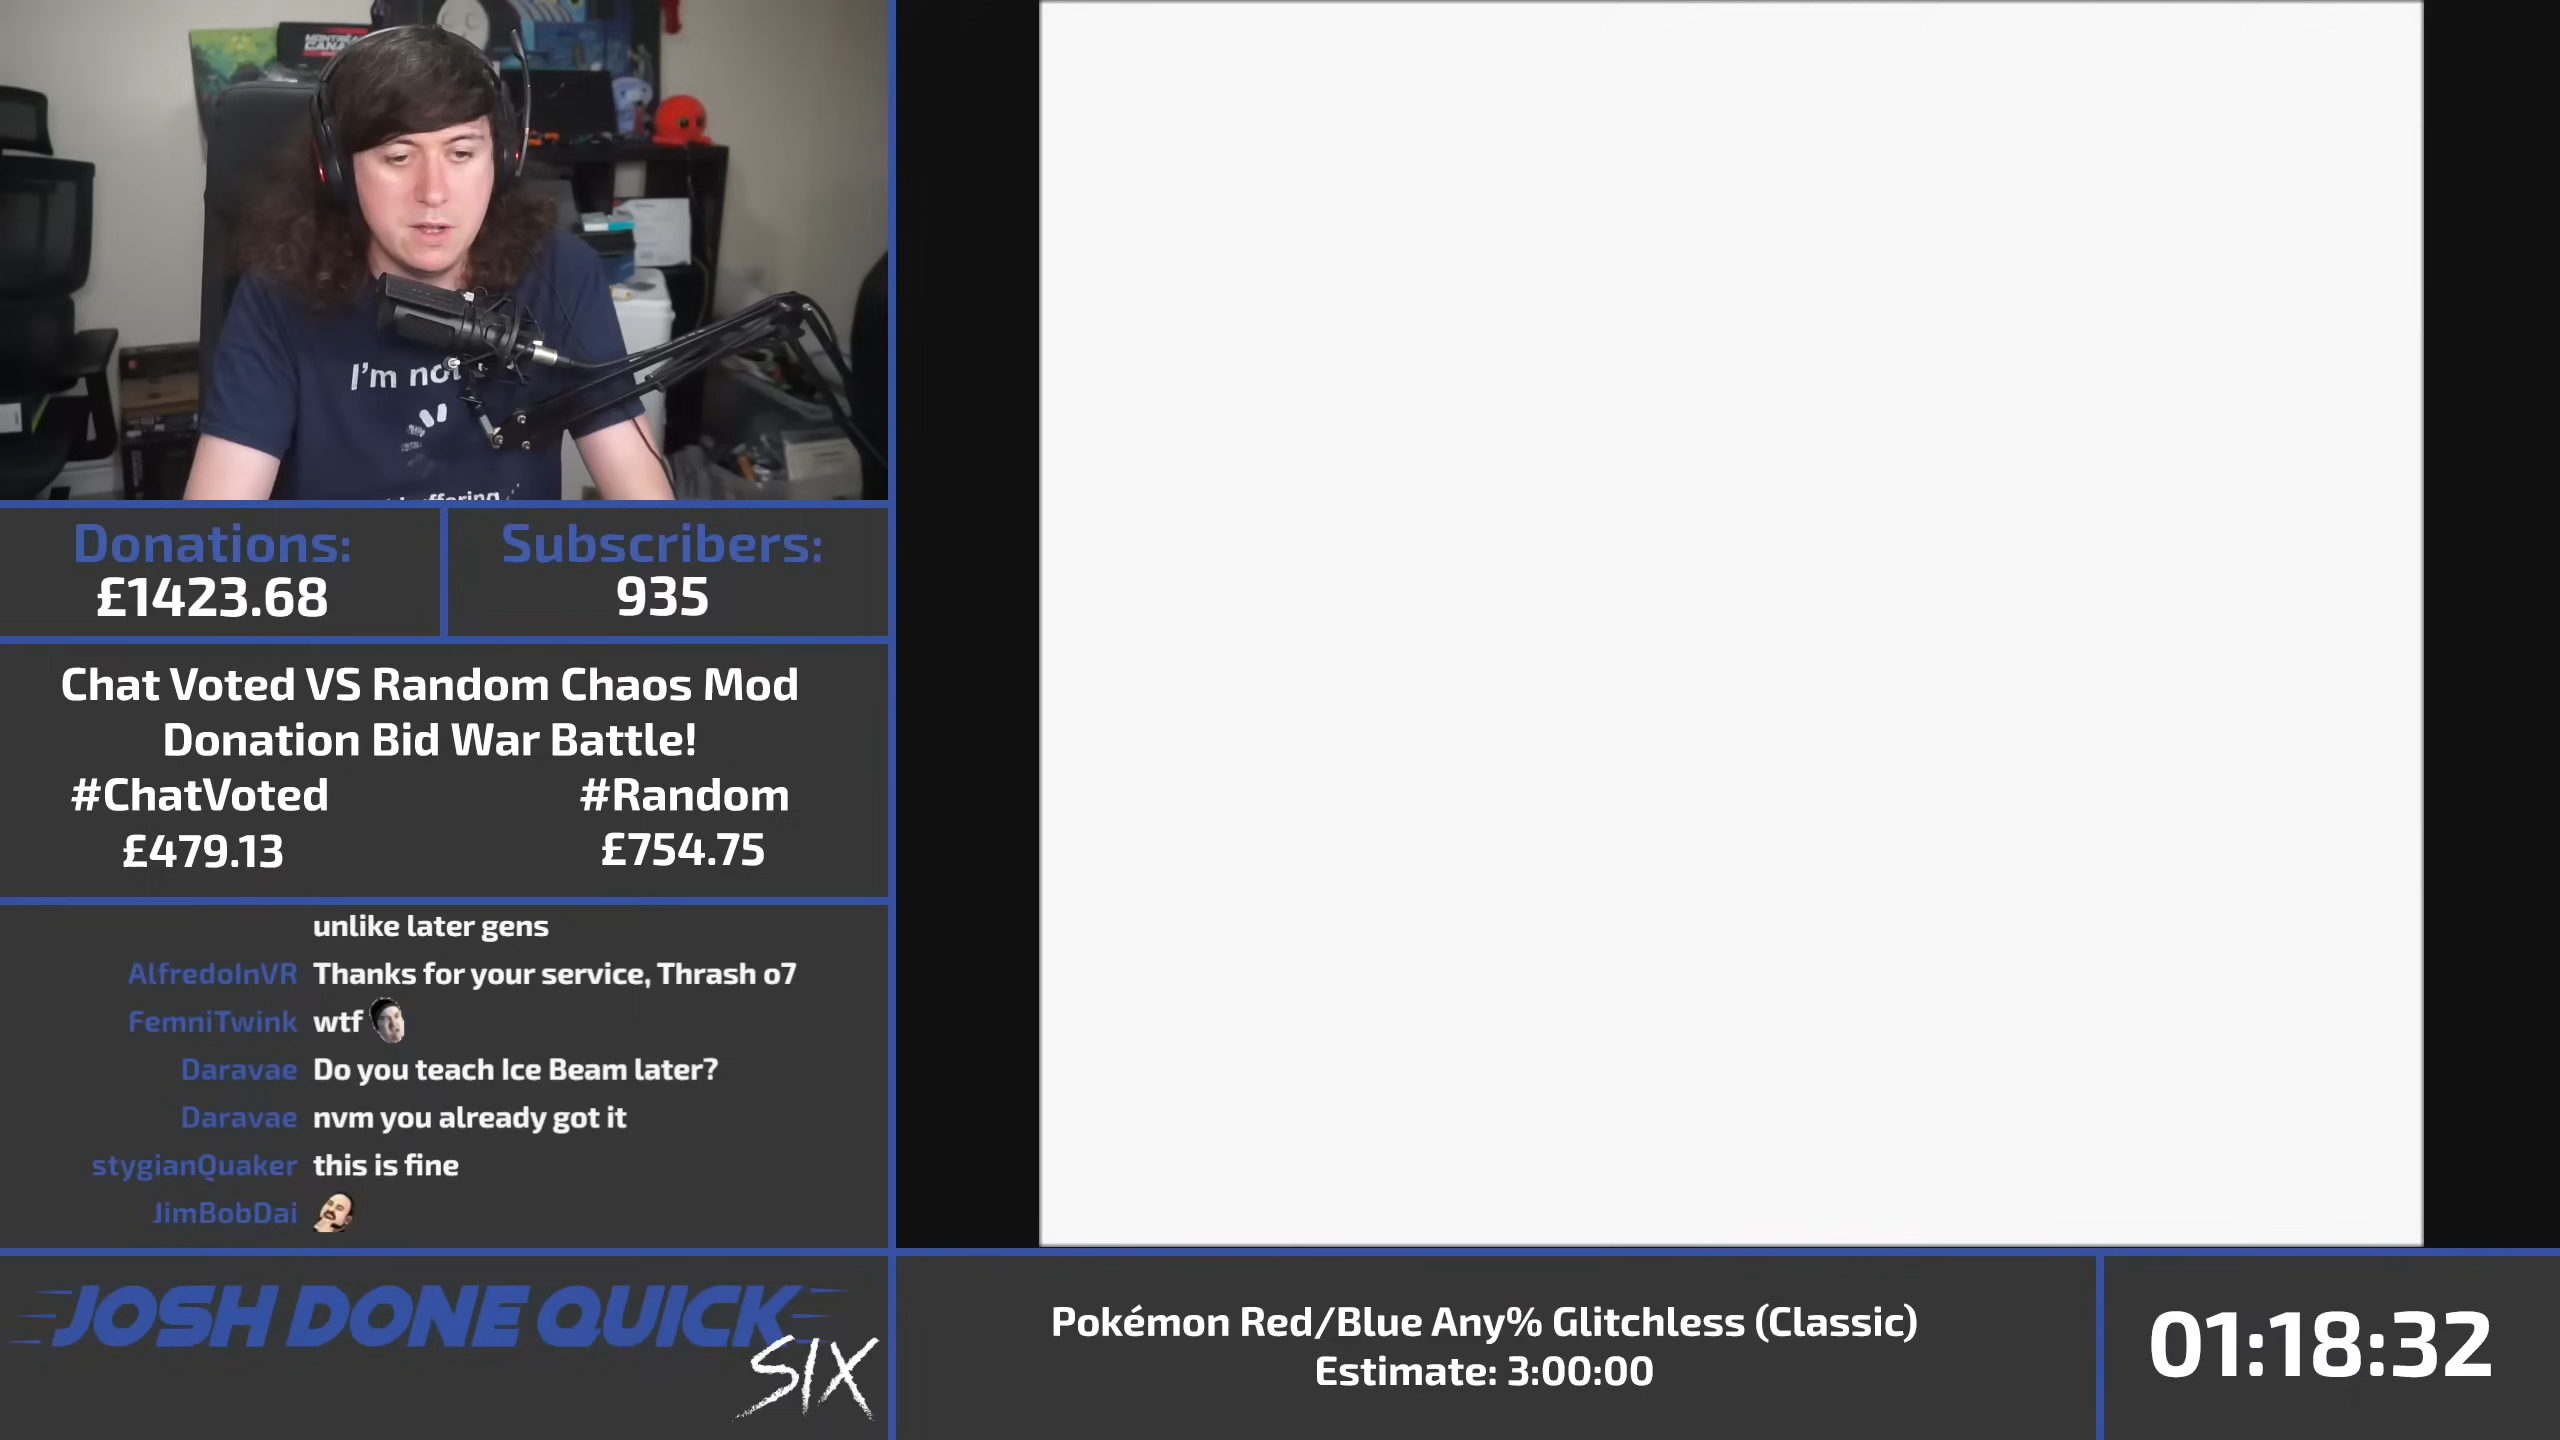 I'm not
Donations:
£1423.68
Subscribers:
935
Chat Voted VS Random Chaos Mod
Donation Bid War Battle!
#ChatVoted
#Random
£479.13
£754.75
unlike later gens
AlfredoInVR Thanks for your service, Thrash o7
FemniTwink wtf
Daravae Do you teach Ice Beam later?
Daravae nvm you already got it
stygianQuaker this is fine
JimBobDai
JOSH DONE QUICK
SIX
Pokémon Red/Blue Any% Glitchless (Classic)
Estimate: 3:00:00
01:18:32